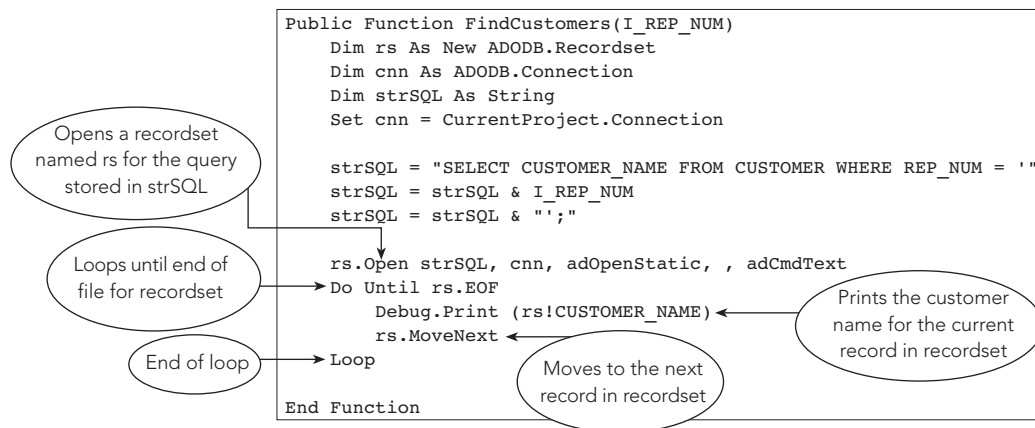 Public Function FindCustomers(I_REP_NUM)
Dim rs As New ADODB.Recordset
Dim cnn As ADODB.Connection
Dim strSQL As String
Set cnn = CurrentProject.Connection
strSQL = "SELECT CUSTOMER_NAME FROM CUSTOMER WHERE REP_NUM = '"
strSQL = strSQL & I_REP_NUM
strSQL = strSQL & "';"
rs.Open strSQL, cnn, adOpenStatic, , adCmdText
Do Until rs.EOF
Debug.Print (rs!CUSTOMER_NAME)
rs.MoveNext
Loop
End Function
Opens a recordset
named rs for the query
stored in strSQL
Loops until end of
file for recordset
End of loop
Prints the customer
name for the current
record in recordset
Moves to the next
record in recordset